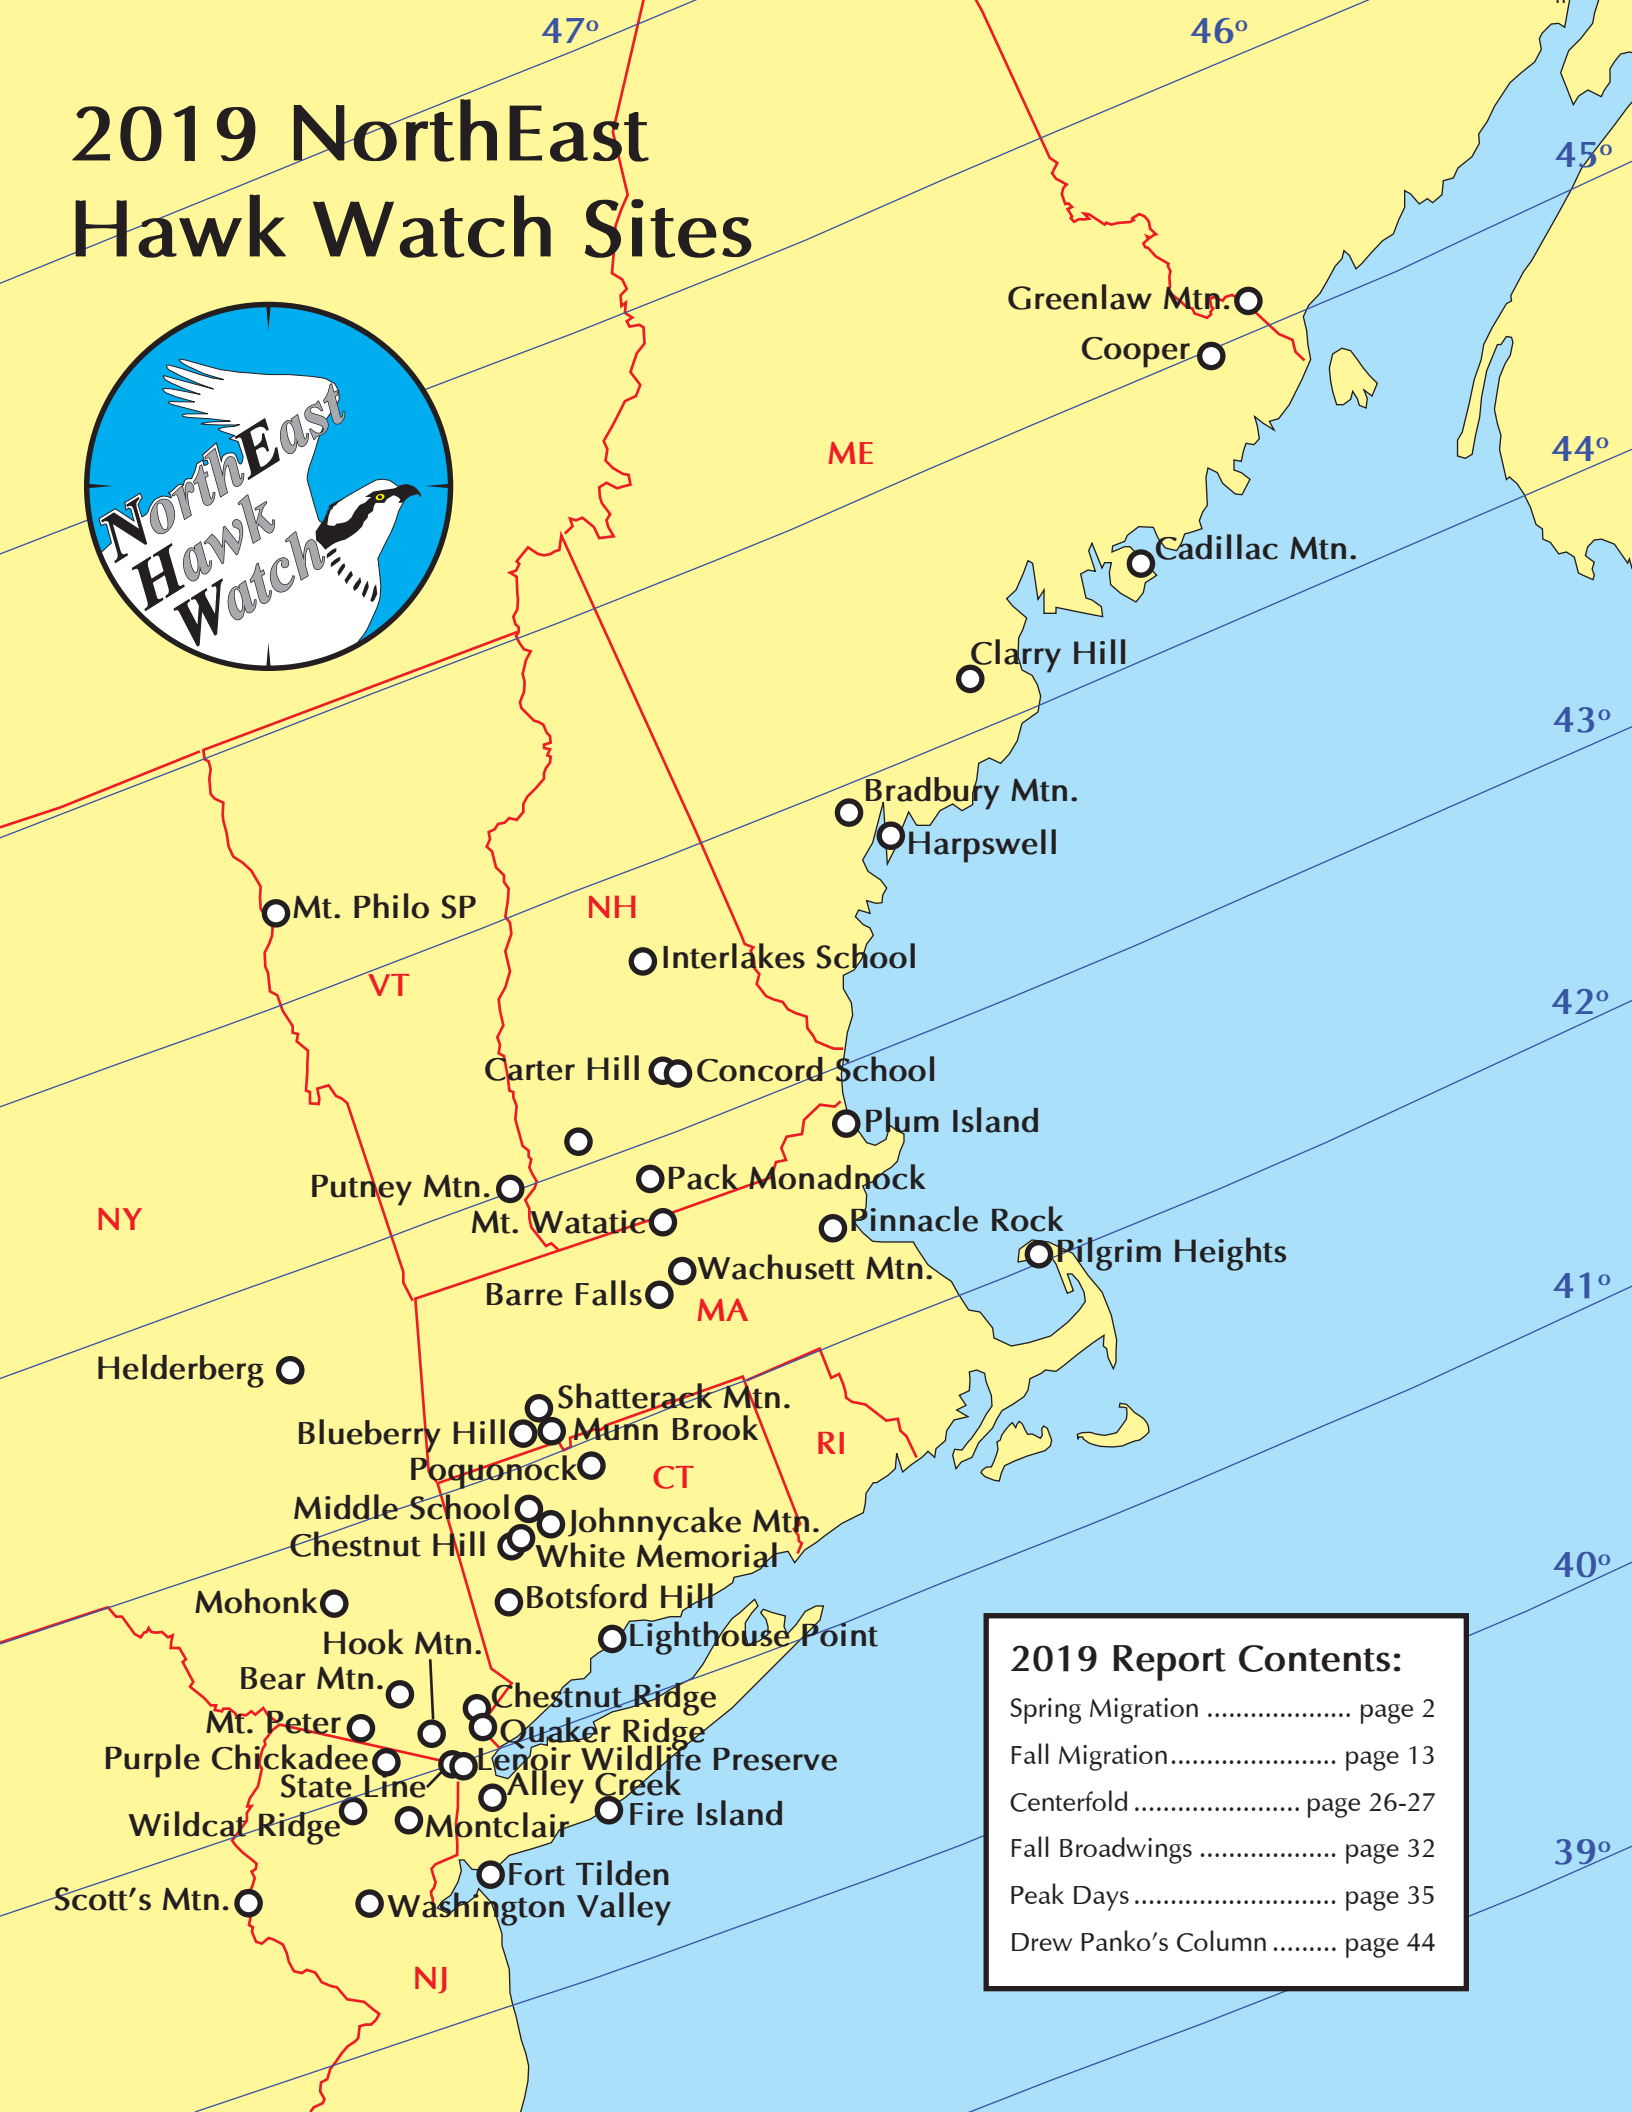 47°
46°
2019 NorthEast
Hawk Watch Sites
45°
Greenlaw Mtn.
Cooper
NorthEast
Hawk
Watch
ME
44°
Cadillac Mtn.
Clarry Hill
43°
Bradbury Mtn.
Harpswell
Mt. Philo SP
NH
Interlakes School
VT
42°
Carter Hill
Concord School
Plum Island
Pack Monadnock
Putney Mtn.
NY
Mt. Watatic
Pinnacle Rock
Pilgrim Heights
Wachusett Mtn.
Barre Falls
MA
41°
Helderberg
Shatterack Mtn.
Blueberry Hill
Munn Brook
RI
Poquonock
CT
Middle School
Johnnycake Mtn.
Chestnut Hill
White Memorial
40°
Mohonk
Botsford Hill
Hook Mtn.
Lighthouse Point
Bear Mtn.
Chestnut Ridge
Mt. Peter
Quaker Ridge
Purple Chickadee
Lenoir Wildlife Preserve
State Line
Alley Creek
Wildcat Ridge
Montclair
Fire Island
39°
Fort Tilden
Scott's Mtn.
Washington Valley
NJ
2019 Report Contents:
Spring Migration ..................... page 2
Fall Migration........................ page 13
Centerfold ........................ page 26-27
Fall Broadwings .................... page 32
Peak Days ............................. page 35
Drew Panko's Column ......... page 44